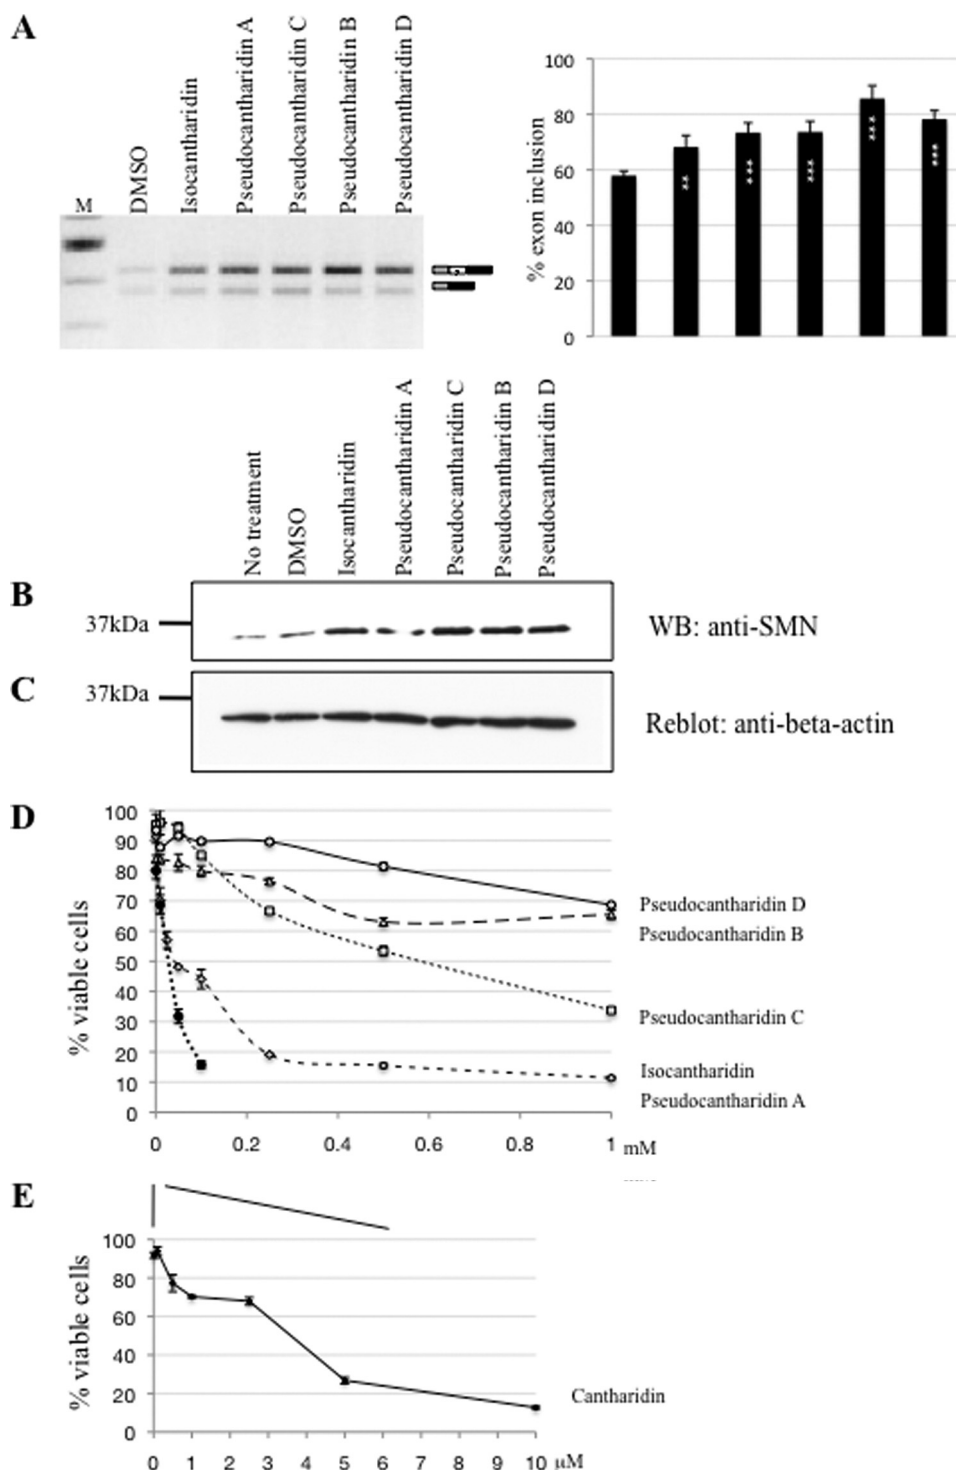 A
M
DMSO
Isocantharidin
Pseudocantharidin A
Pseudocantharidin C
Pseudocantharidin B
Pseudocantharidin D
% exon inclusion
100
80
60
40
20
0
**
***
***
***
***
No treatment
DMSO
Isocantharidin
Pseudocantharidin A
Pseudocantharidin C
Pseudocantharidin B
Pseudocantharidin D
B
37kDa
WB: anti-SMN
C
37kDa
Reblot: anti-beta-actin
D
% viable cells
100
90
80
70
60
50
40
30
20
10
0
0 0.2 0.4 0.6 0.8 1 mM
Pseudocantharidin D
Pseudocantharidin B
Pseudocantharidin C
Isocantharidin
Pseudocantharidin A
E
% viable cells
100
80
60
40
20
0
0 1 2 3 4 5 6 7 8 9 10 µM
Cantharidin